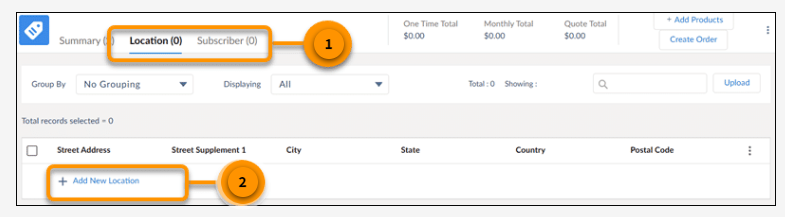 One Time Total Monthly Total Quote Total + Add Products
$0.00 $0.00 $0.00
Summary ( ) Location (0) Subscriber (0) 1 Create Order
Group By No Grouping Displaying All Total : 0 Showing : Upload
Total records selected = 0
Street Address Street Supplement 1 City State Country Postal Code
+ Add New Location 2